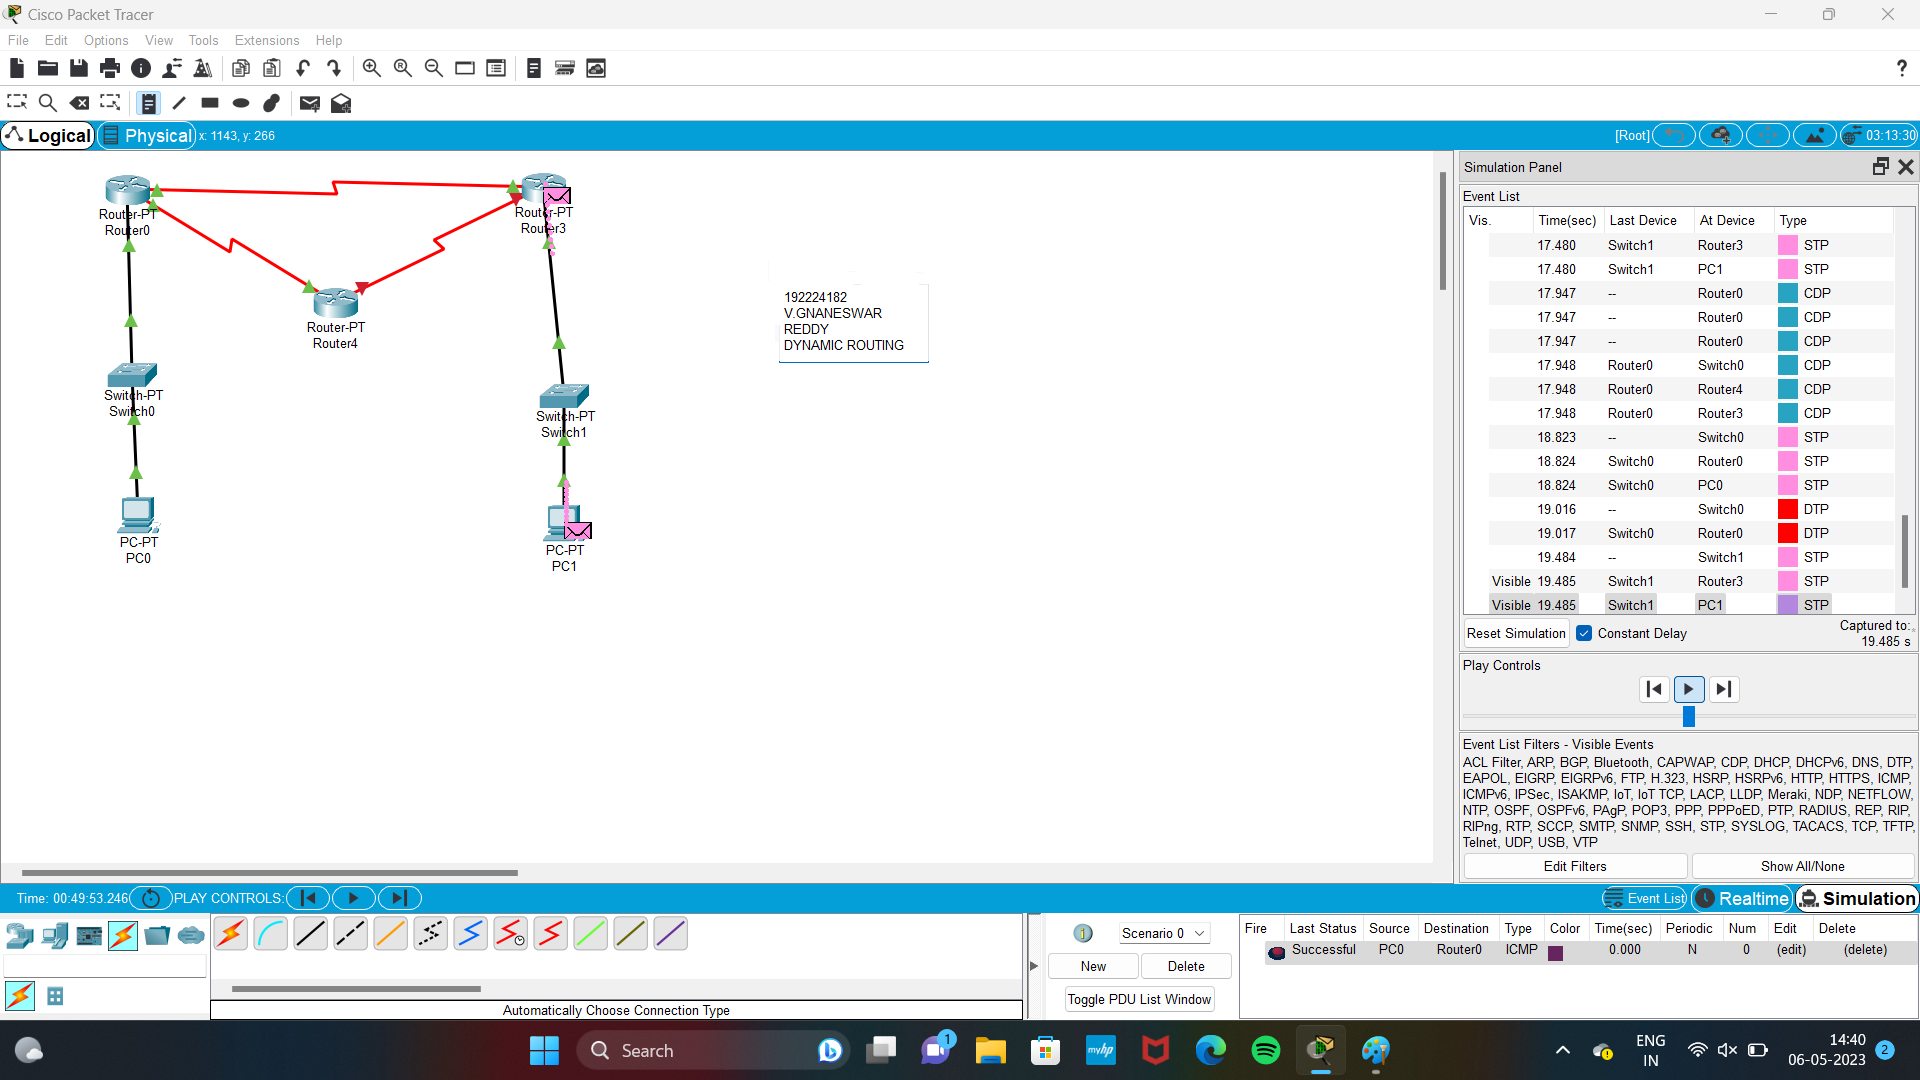 Cisco Packet Tracer
File Edit Options View Tools Extensions Help
?
Logical Physical x: 1143, y: 266 [Root] 03:13:30
Router-PT
Router0
Router-PT
Router3
Router-PT
Router4
Switch-PT
Switch0
Switch-PT
Switch1
PC-PT
PC0
PC-PT
PC1
192224182
V.GNANESWAR
REDDY
DYNAMIC ROUTING
Simulation Panel
Event List
Vis. Time(sec) Last Device At Device Type
17.480 Switch1 Router3 STP
17.480 Switch1 PC1 STP
17.947 -- Router0 CDP
17.947 -- Router0 CDP
17.947 -- Router0 CDP
17.948 Router0 Switch0 CDP
17.948 Router0 Router4 CDP
17.948 Router0 Router3 CDP
18.823 -- Switch0 STP
18.824 Switch0 Router0 STP
18.824 Switch0 PC0 STP
19.016 -- Switch0 DTP
19.017 Switch0 Router0 DTP
19.484 -- Switch1 STP
Visible 19.485 Switch1 Router3 STP
Visible 19.485 Switch1 PC1 STP
Reset Simulation Constant Delay Captured to:
19.485 s
Play Controls
Event List Filters - Visible Events
ACL Filter, ARP, BGP, Bluetooth, CAPWAP, CDP, DHCP, DHCPv6, DNS, DTP,
EAPOL, EIGRP, EIGRPv6, FTP, H.323, HSRP, HSRPv6, HTTP, HTTPS, ICMP,
ICMPv6, IPSec, ISAKMP, IoT, IoT TCP, LACP, LLDP, Meraki, NDP, NETFLOW,
NTP, OSPF, OSPFv6, PAgP, POP3, PPP, PPPoED, PTP, RADIUS, REP, RIP,
RIPng, RTP, SCCP, SMTP, SNMP, SSH, STP, SYSLOG, TACACS, TCP, TFTP,
Telnet, UDP, USB, VTP
Edit Filters Show All/None
Time: 00:49:53.246 PLAY CONTROLS: Event List Realtime Simulation
Automatically Choose Connection Type
Scenario 0
New Delete
Toggle PDU List Window
Fire Last Status Source Destination Type Color Time(sec) Periodic Num Edit Delete
Successful PC0 Router0 ICMP 0.000 N 0 (edit) (delete)
Search
1
myhp
ENG
IN
14:40
06-05-2023
2